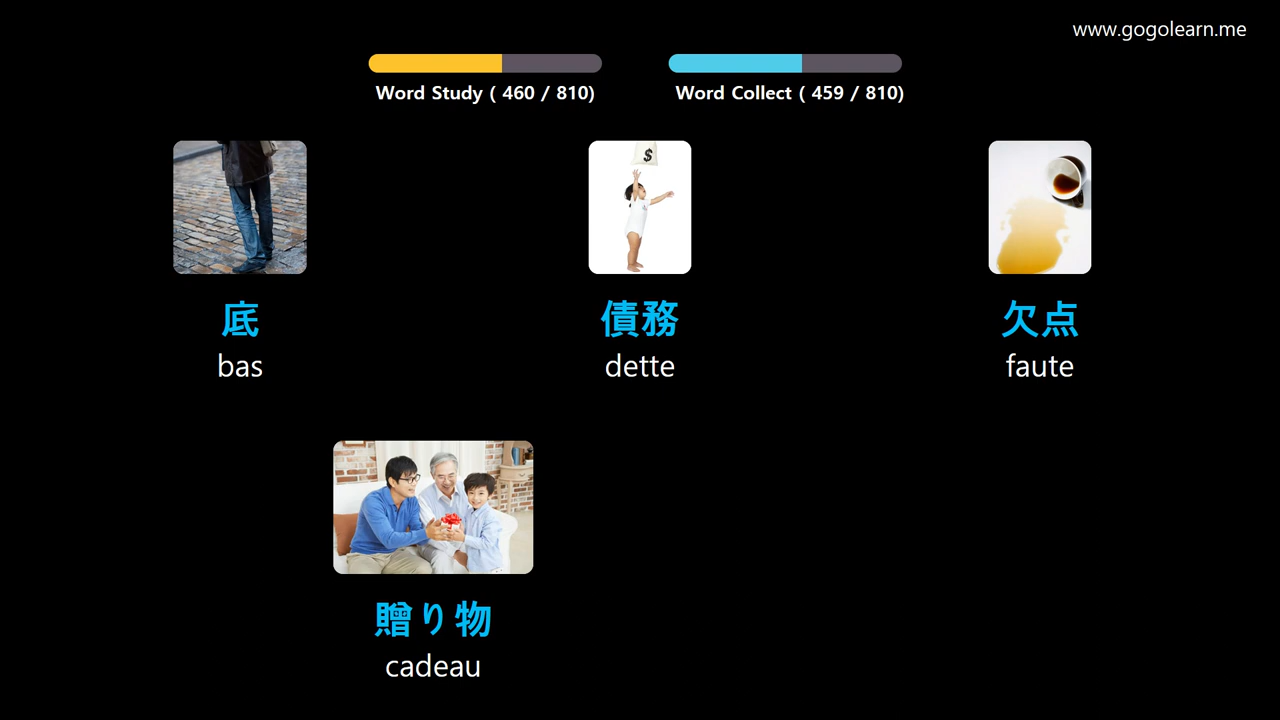 www.gogolearn.me
Word Study ( 460 / 810)
Word Collect ( 459 / 810)
$
底
bas
債務
dette
欠点
faute
贈り物
cadeau